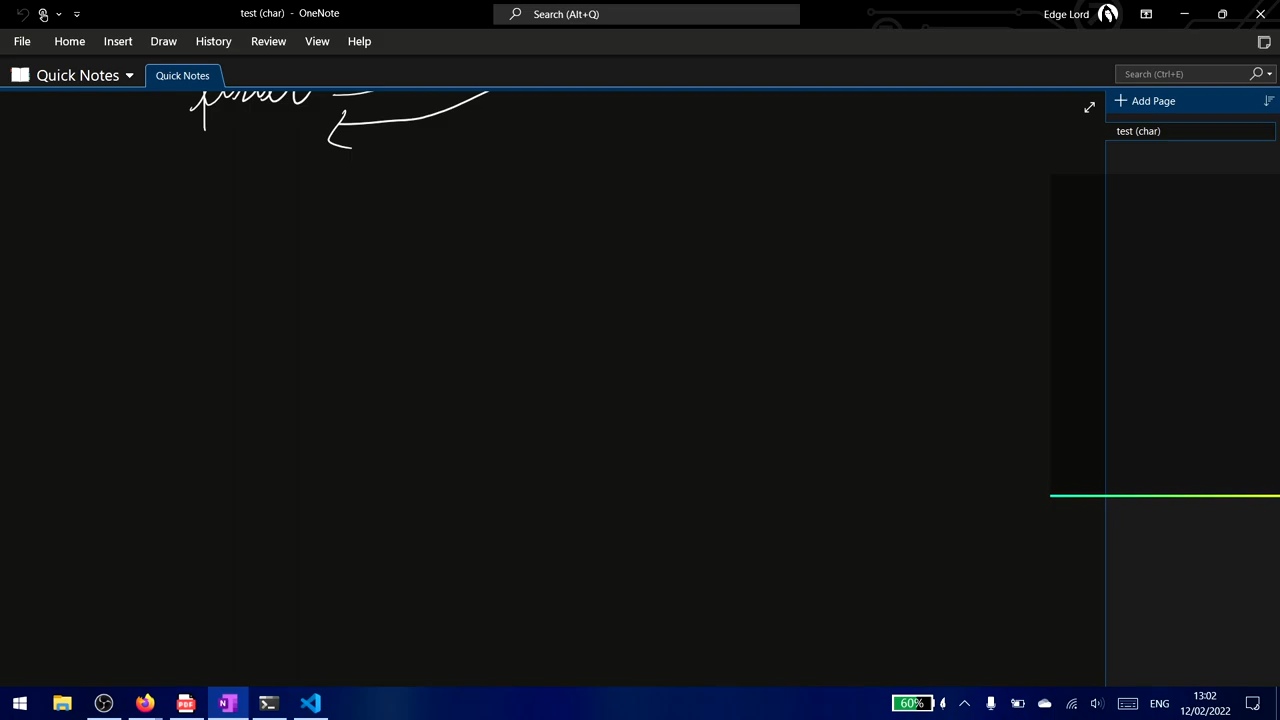 test (char) - OneNote
Search (Alt+Q)
Edge Lord
File Home Insert Draw History Review View Help
Quick Notes
Quick Notes
Search (Ctrl+E)
Add Page
test (char)
PDF
N
60%
ENG
13:02
12/02/2022